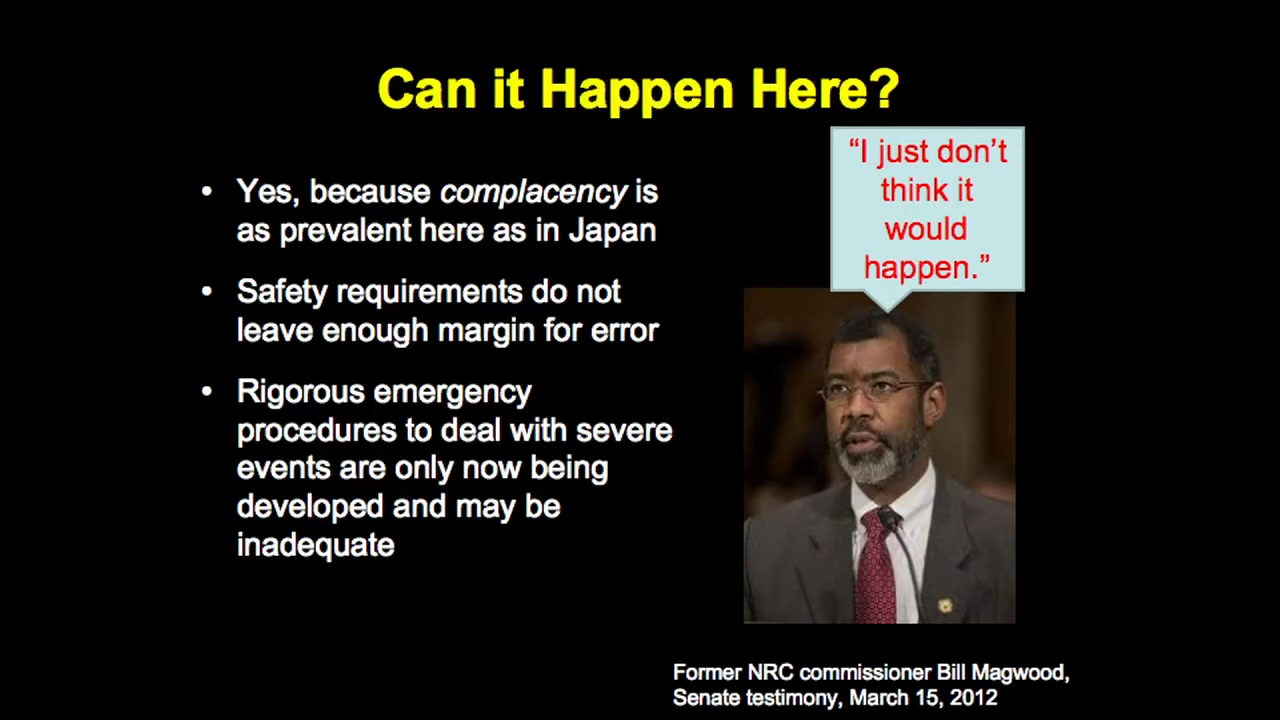 Can it Happen Here?
“I just don’t
think it
would
happen.”
• Yes, because complacency is
as prevalent here as in Japan
• Safety requirements do not
leave enough margin for error
• Rigorous emergency
procedures to deal with severe
events are only now being
developed and may be
inadequate
Former NRC commissioner Bill Magwood,
Senate testimony, March 15, 2012